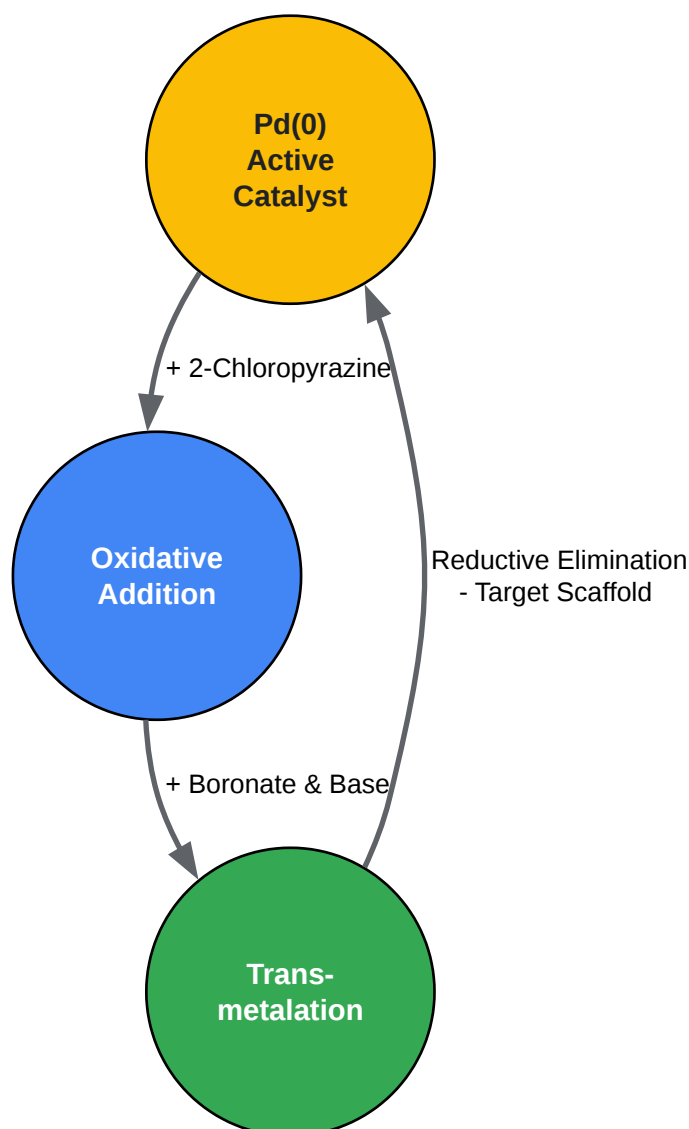 Pd(0)
Active
Catalyst
+ 2-Chloropyrazine
Oxidative
Addition
Reductive Elimination
- Target Scaffold
+ Boronate & Base
Trans-
metalation